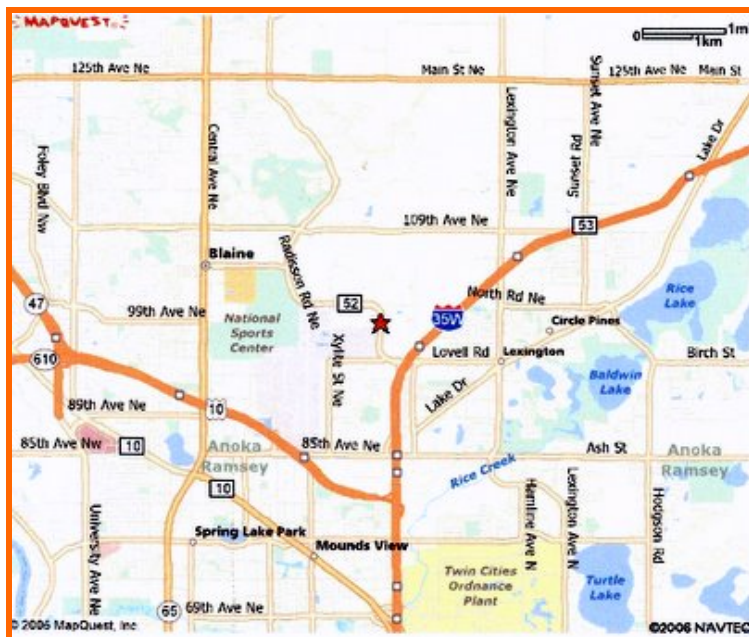 MAPQUEST
0 1m
1km
125th Ave Ne
Main St Ne
125th Ave
Main St
Foley Blvd Nw
Central Ave Ne
Lexington Ave Ne
Sunset Ave Ne
Sunset Rd
Lake Dr
109th Ave Ne
53
Blaine
Radisson Rd Ne
47
52
North Rd Ne
Rice
Lake
99th Ave Ne
National
Sports
Center
35W
Circle Pines
610
Xylite St Ne
Lovell Rd
Lexington
Birch St
Baldwin
Lake
89th Ave Ne
10
Lake Dr
85th Ave Nw
10
Anoka
Ramsey
85th Ave Ne
Ash St
Anoka
Ramsey
10
Rice Creek
University Ave Ne
Hamline Ave N
Lexington Ave N
Hodgson Rd
Spring Lake Park
Mounds View
Twin Cities
Ordnance
Plant
Turtle
Lake
65
69th Ave Ne
© 2006 MapQuest, Inc
©2006 NAVTEC